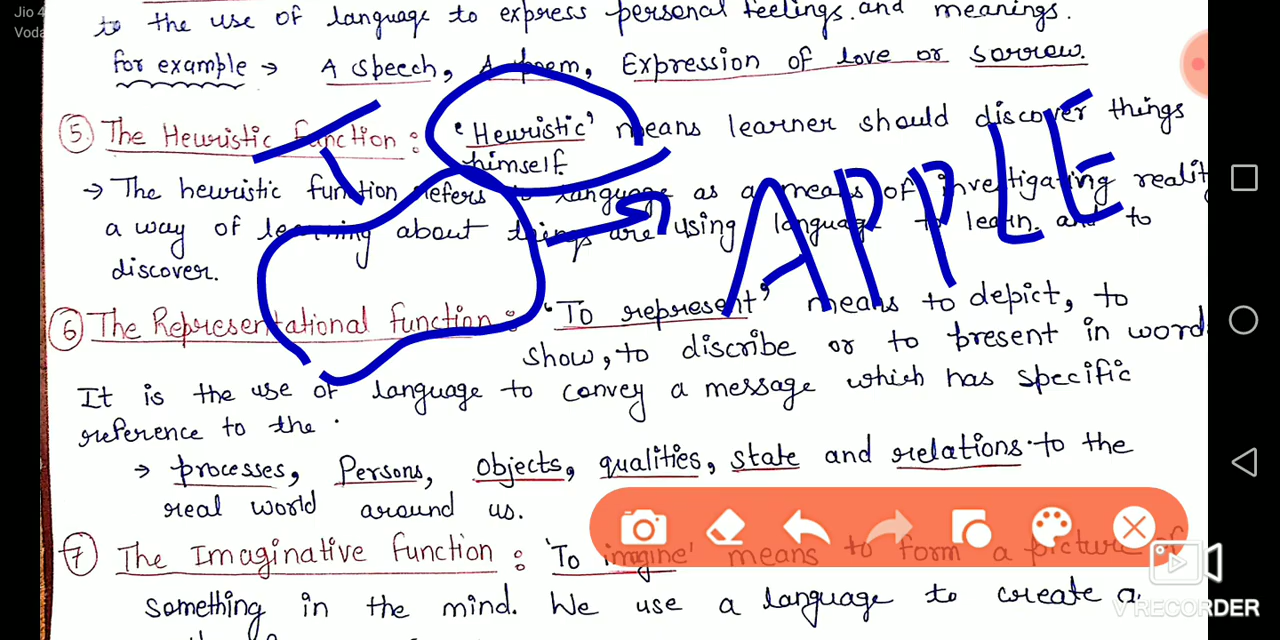 Jio 4
Voda
to the use of language to express personal feelings and meanings.
for example → A speech, A poem, Expression of love or sorrow.
5 The Heuristic function : 'Heuristic' means learner should discover things
himself.
→ The heuristic function refers to language as a means of investigating realit
a way of learning about things are using language to learn and to
discover.
APPLE
6 The Representational function : 'To represent' means to depict, to
show, to discribe or to present in word
It is the use of language to convey a message which has specific
reference to the
→ processes, Persons, objects, qualities, state and relations to the
real world around us.
7 The Imaginative function : 'To imagine' means to form a picture of
something in the mind. We use a language to create a
V RECORDER